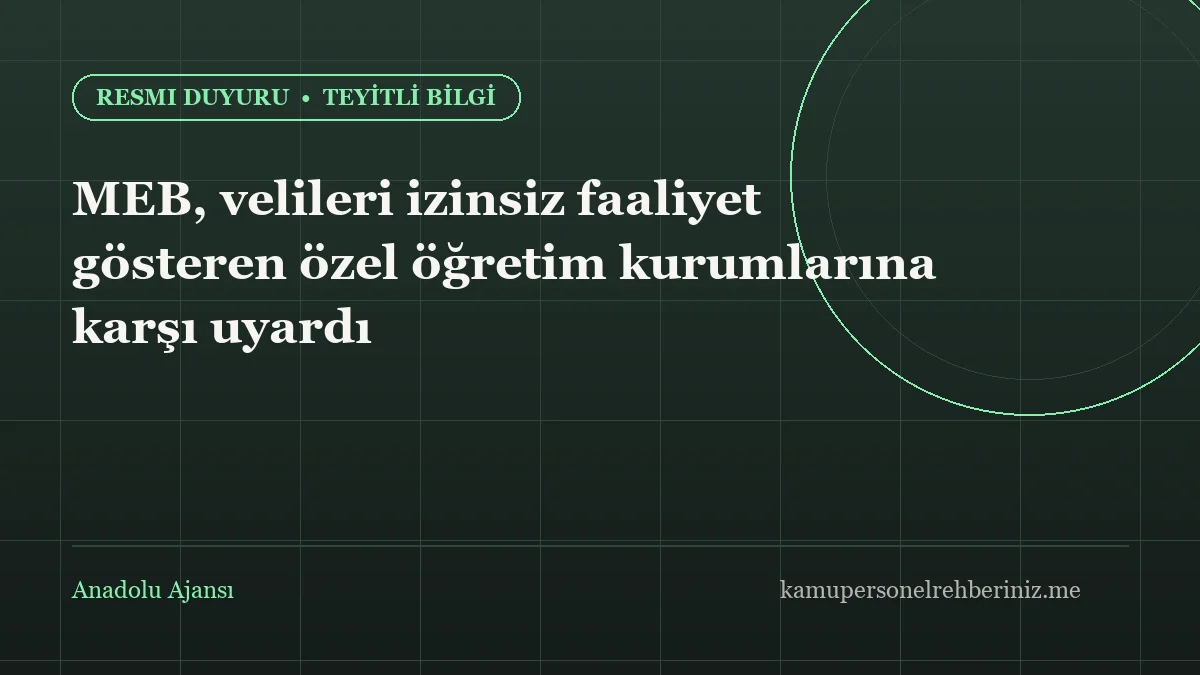 RESMI DUYURU • TEYİTLİ BİLGİ
MEB, velileri izinsiz faaliyet
gösteren özel öğretim kurumlarına
karşı uyardı
Anadolu Ajansı
kamupersonelrehberiniz.me